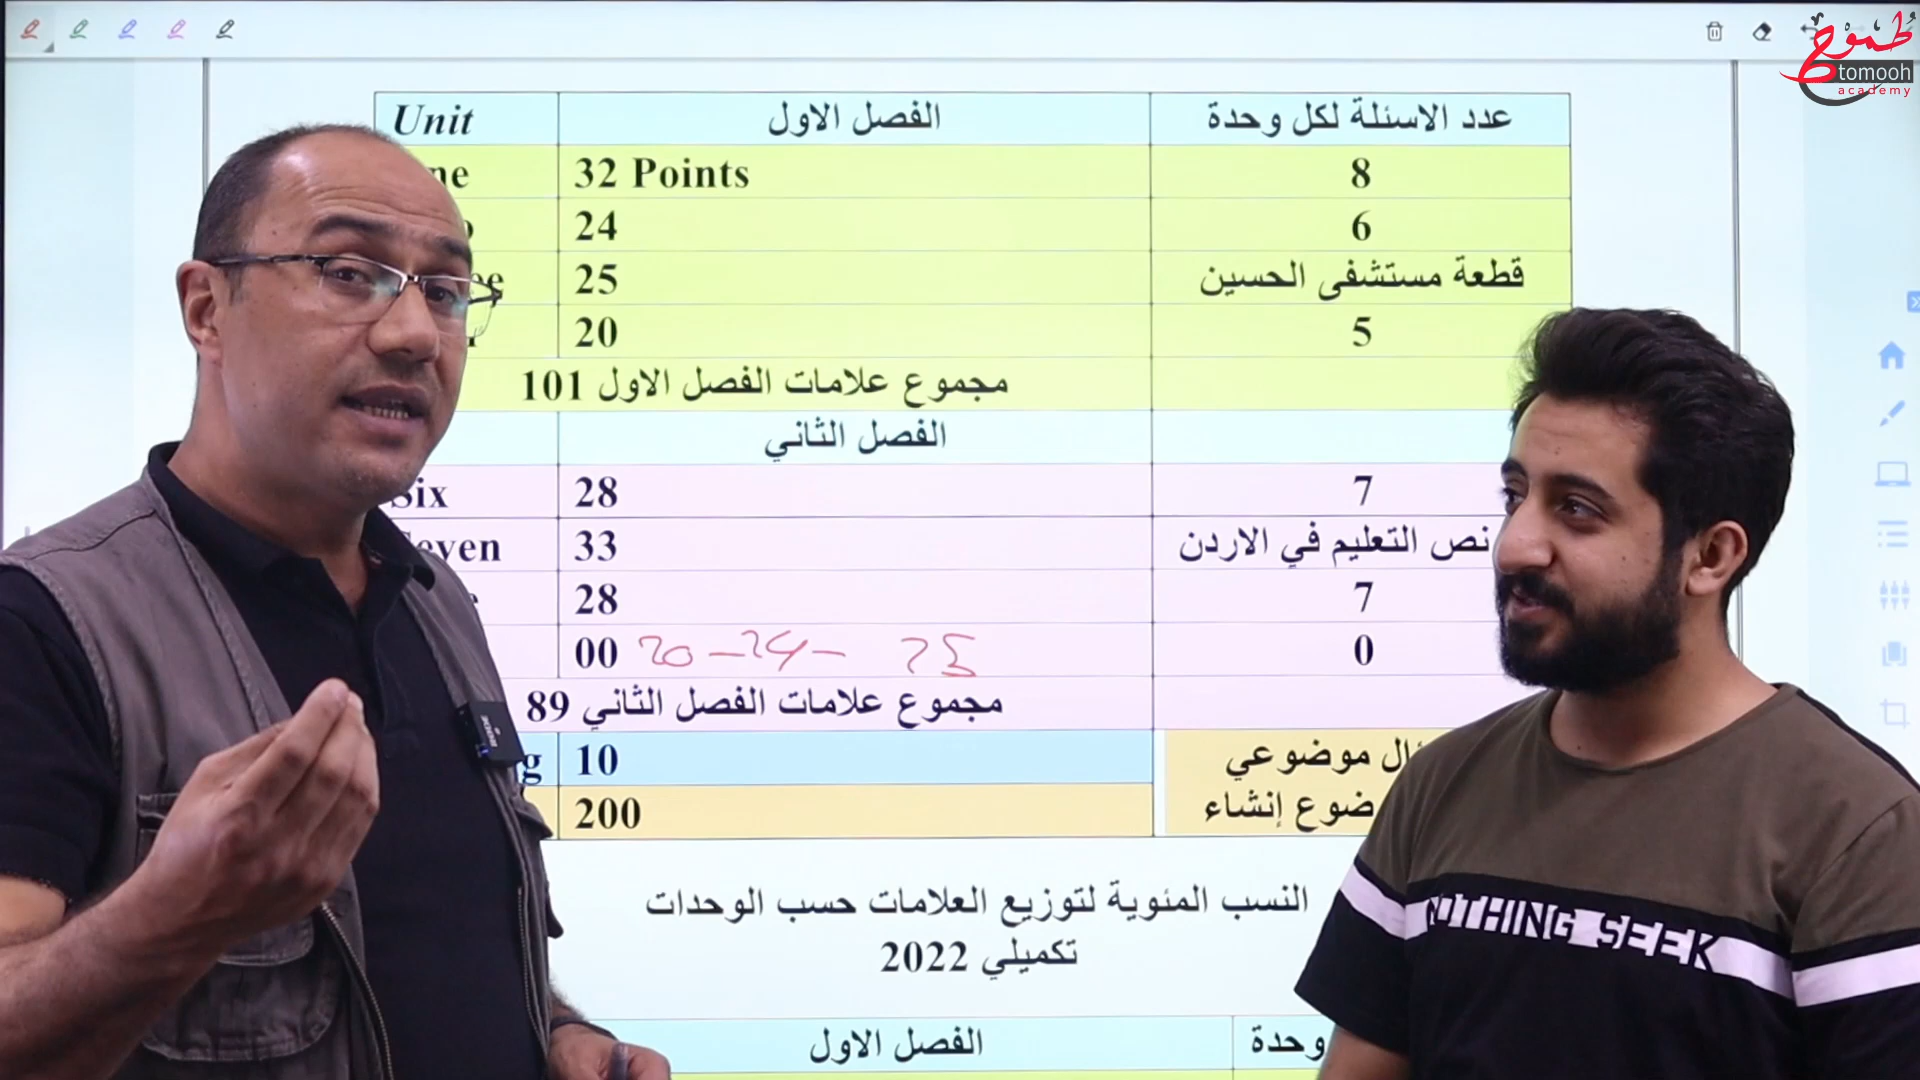 طموح
tomooh
academy
Unit الفصل الاول عدد الاسئلة لكل وحدة
32 Points 8
24 6
25 قطعة مستشفى الحسين
20 5
مجموع علامات الفصل الاول 101
الفصل الثاني
Six 28 7
Seven 33 نص التعليم في الاردن
28 7
00 20 - 24 - 25 0
مجموع علامات الفصل الثاني 89
10 موضوعي
200 إنشاء
النسب المئوية لتوزيع العلامات حسب الوحدات
تكميلي 2022
الفصل الاول وحدة
NOTHING SEEK